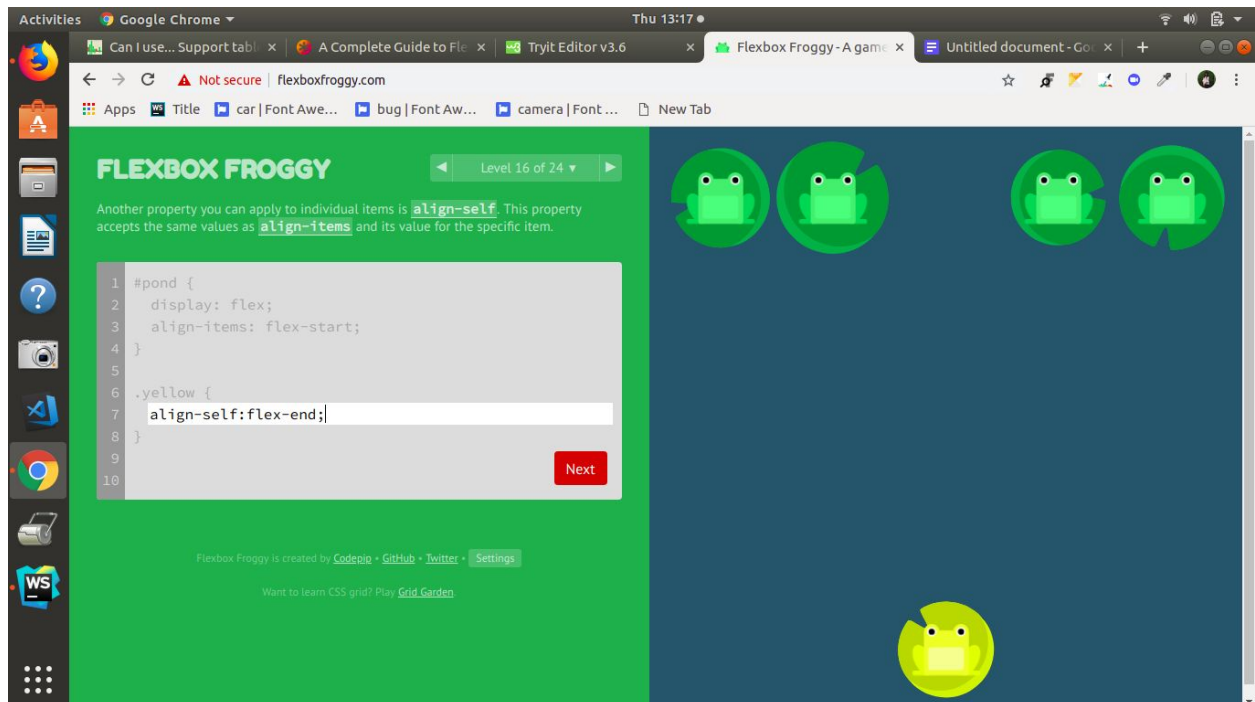 Activities Google Chrome ▾ Thu 13:17 ●
Can I use... Support tabl × A Complete Guide to Fle × Tryit Editor v3.6 × Flexbox Froggy - A game × Untitled document - Goo × +
Not secure | flexboxfroggy.com
Apps Title car | Font Awe... bug | Font Aw... camera | Font ... New Tab
FLEXBOX FROGGY
◀ Level 16 of 24 ▾ ▶
Another property you can apply to individual items is align-self. This property
accepts the same values as align-items and its value for the specific item.
1 #pond {
2 display: flex;
3 align-items: flex-start;
4 }
5
6 .yellow {
7 align-self:flex-end;
8 }
9
10
Next
Flexbox Froggy is created by Codepip • GitHub • Twitter • Settings
Want to learn CSS grid? Play Grid Garden.
WS